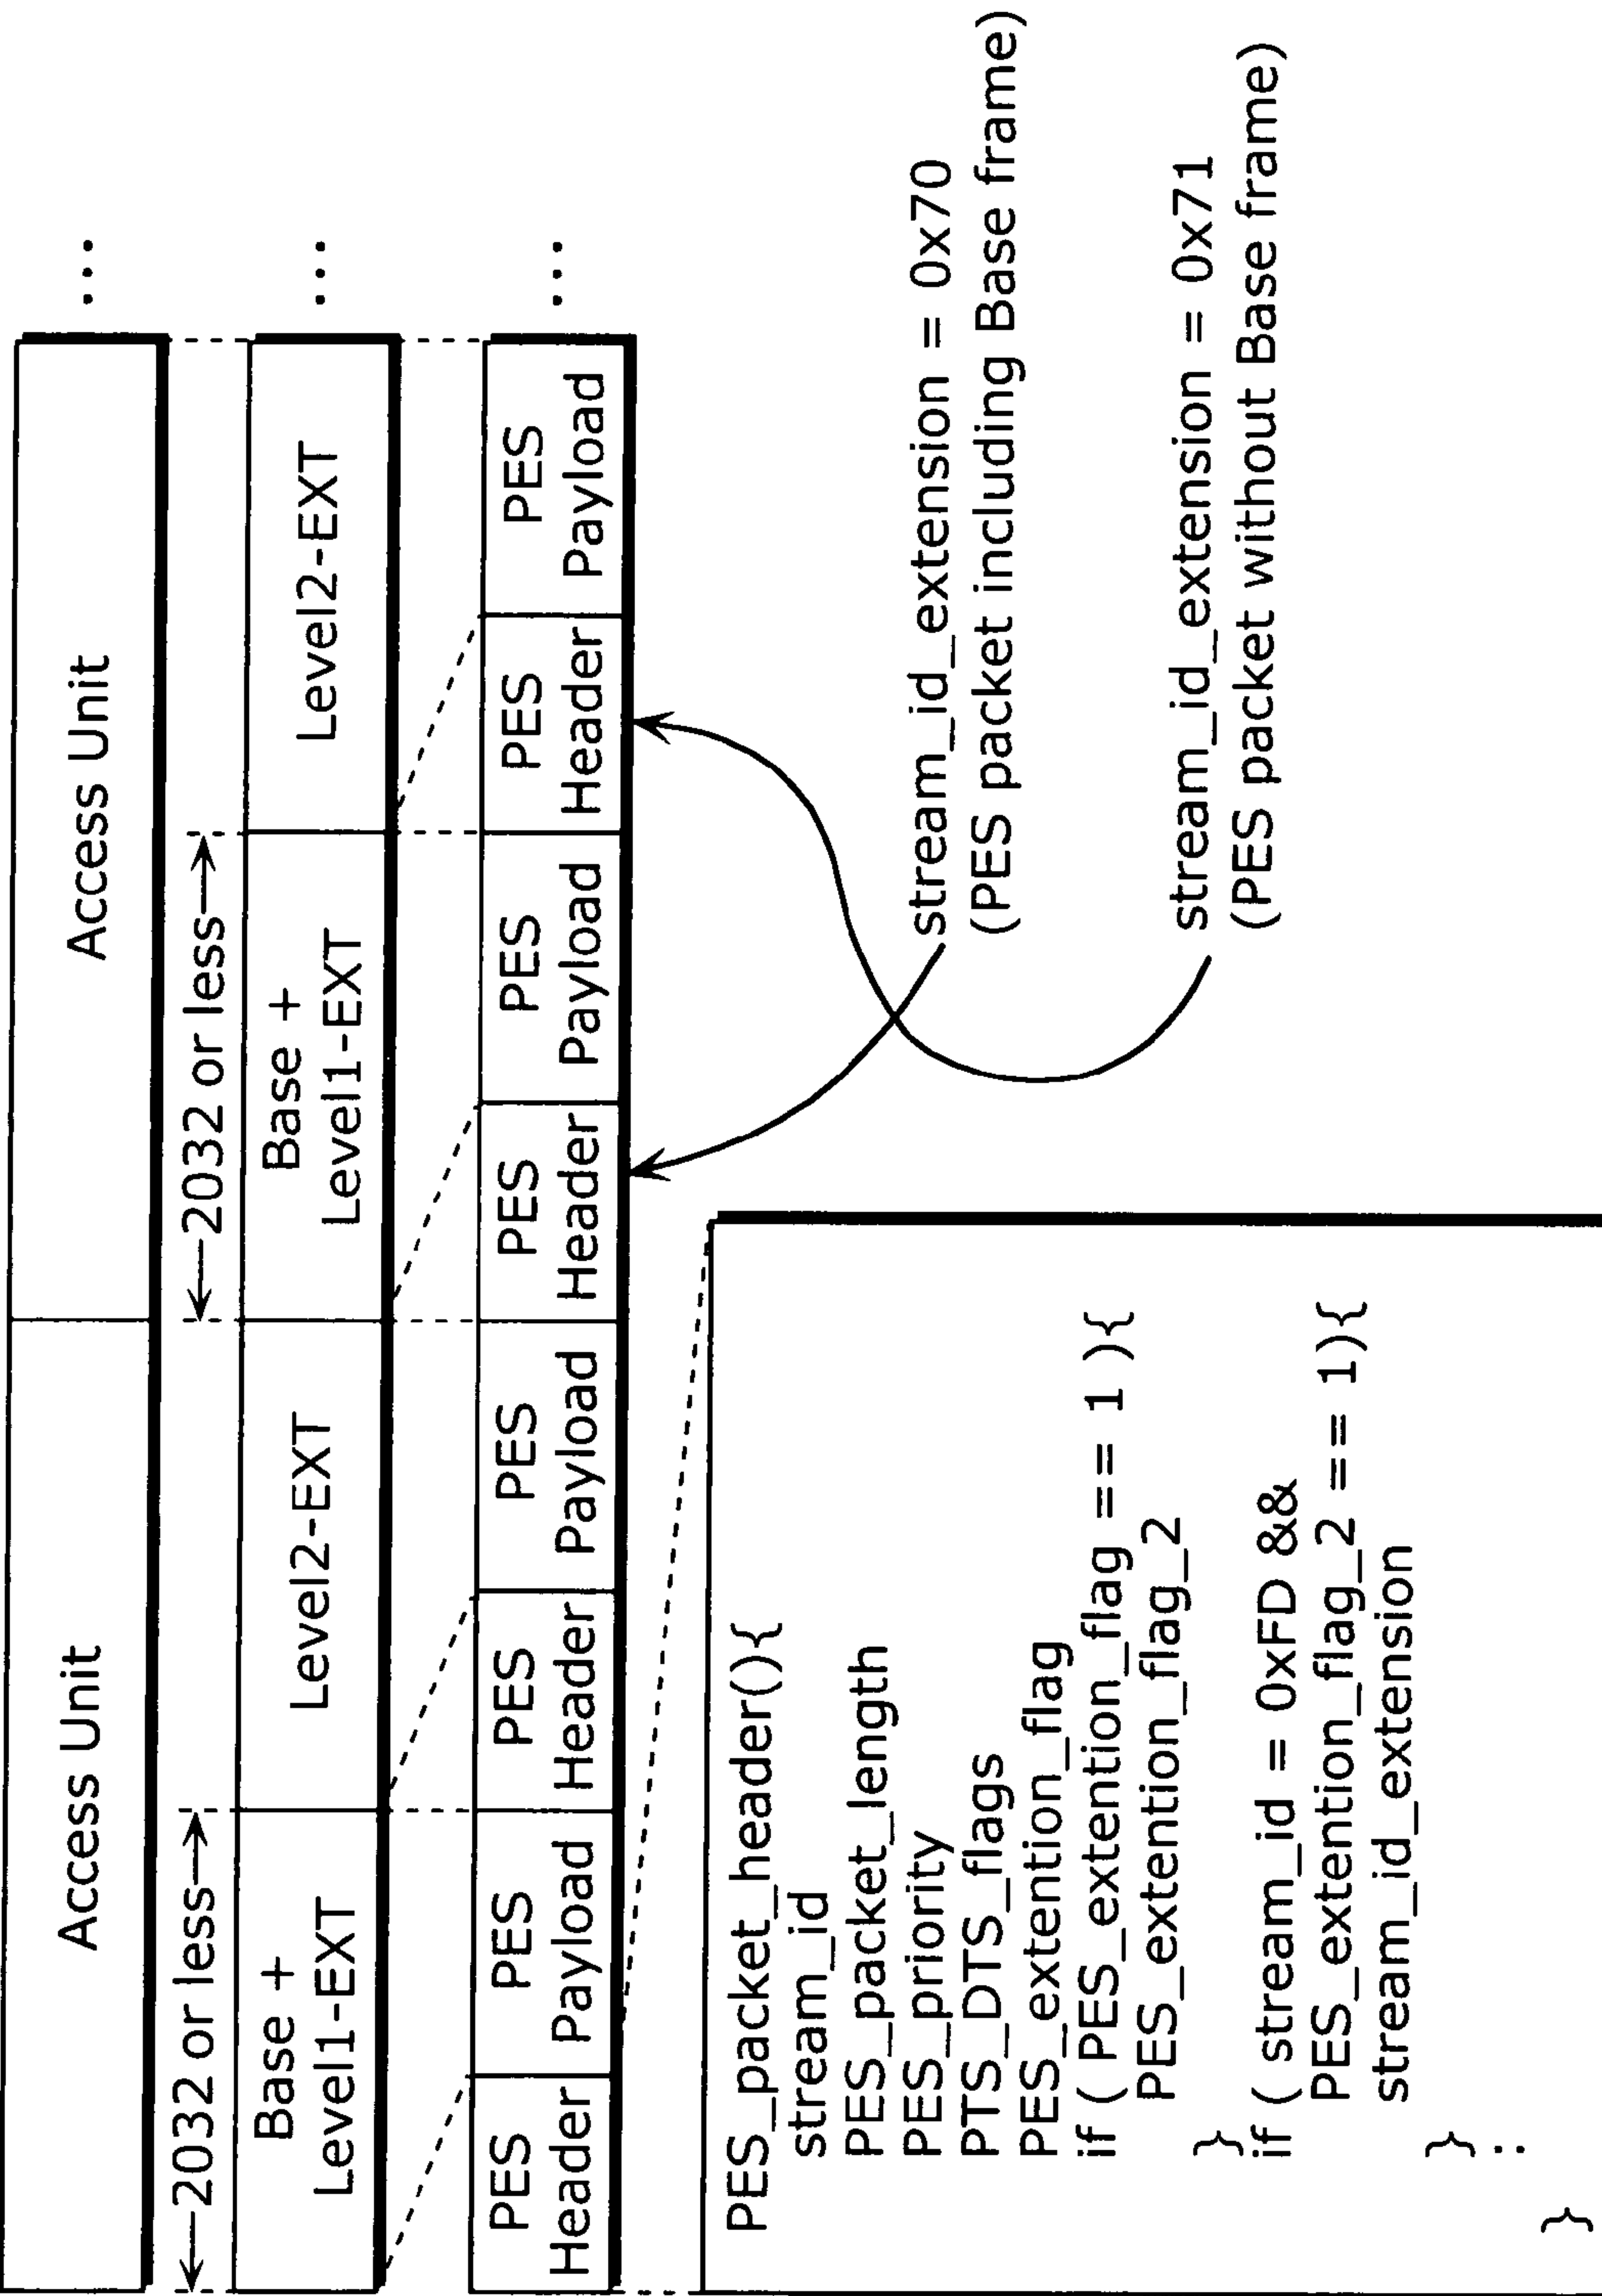 Access Unit
Access Unit
...
2032 or less
2032 or less
Base +
Level1-EXT
Level2-EXT
Base +
Level1-EXT
Level2-EXT
...
PES
Header
PES
Payload
PES
Header
PES
Payload
PES
Header
PES
Payload
PES
Header
PES
Payload
...
PES_packet_header(){
stream_id
PES_packet_length
PES_priority
PTS_DTS_flags
PES_extention_flag
if ( PES_extention_flag == 1 ){
PES_extention_flag_2
}
if ( stream_id = 0xFD &&
PES_extention_flag_2 == 1){
stream_id_extension
}
:
}
stream_id_extension = 0x70
(PES packet including Base frame)
stream_id_extension = 0x71
(PES packet without Base frame)